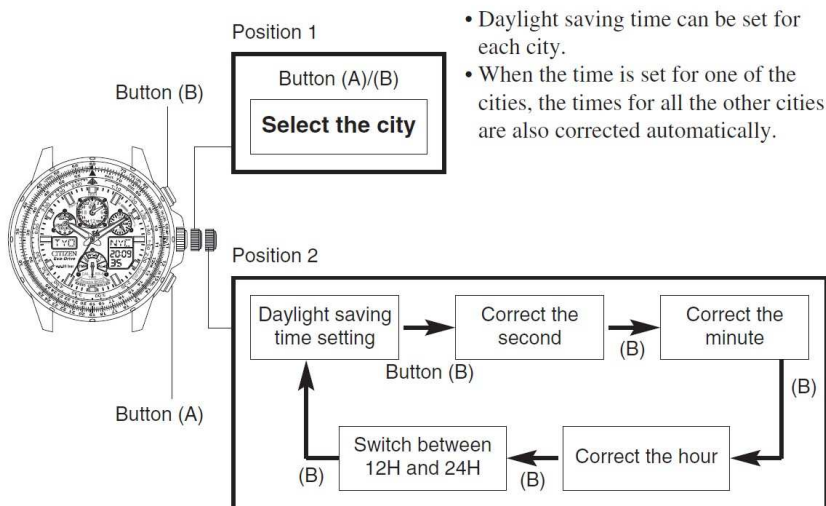 Position 1
Button (A)/(B)
Select the city
• Daylight saving time can be set for
each city.
• When the time is set for one of the
cities, the times for all the other cities
are also corrected automatically.
Button (B)
TYO
NYC
CITIZEN
Eco-Drive
20:09
35
Button (A)
Position 2
Daylight saving
time setting
Button (B)
Correct the
second
(B)
Correct the
minute
(B)
Correct the hour
(B)
Switch between
12H and 24H
(B)